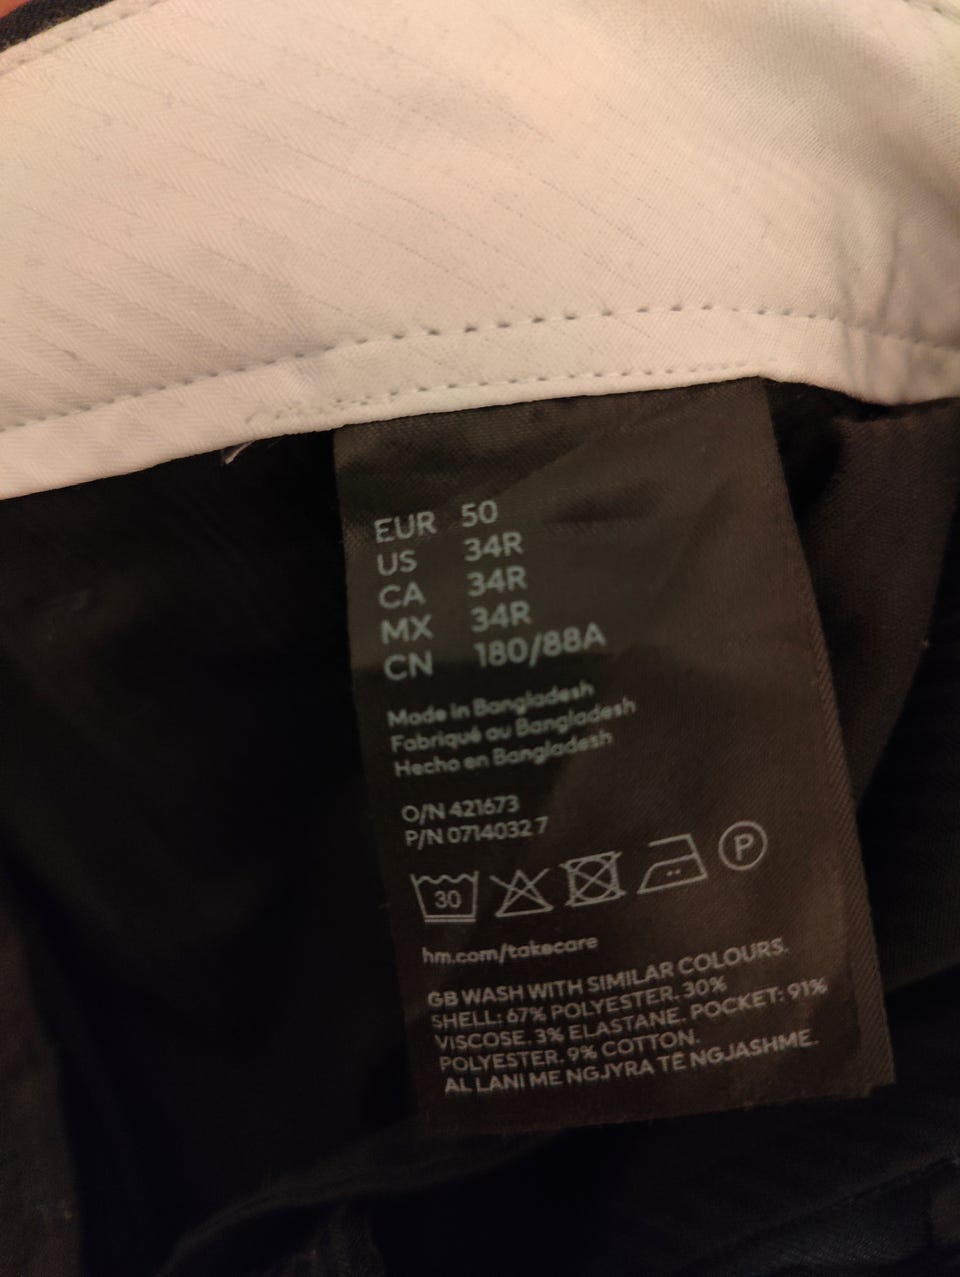 EUR 50
US 34R
CA 34R
MX 34R
CN 180/88A
Made in Bangladesh
Fabriqué au Bangladesh
Hecho en Bangladesh
O/N 421673
P/N 0714032 7
30 P
hm.com/takecare
GB WASH WITH SIMILAR COLOURS.
SHELL: 67% POLYESTER. 30%
VISCOSE. 3% ELASTANE. POCKET: 91%
POLYESTER. 9% COTTON.
AL LANI ME NGJYRA TË NGJASHME.